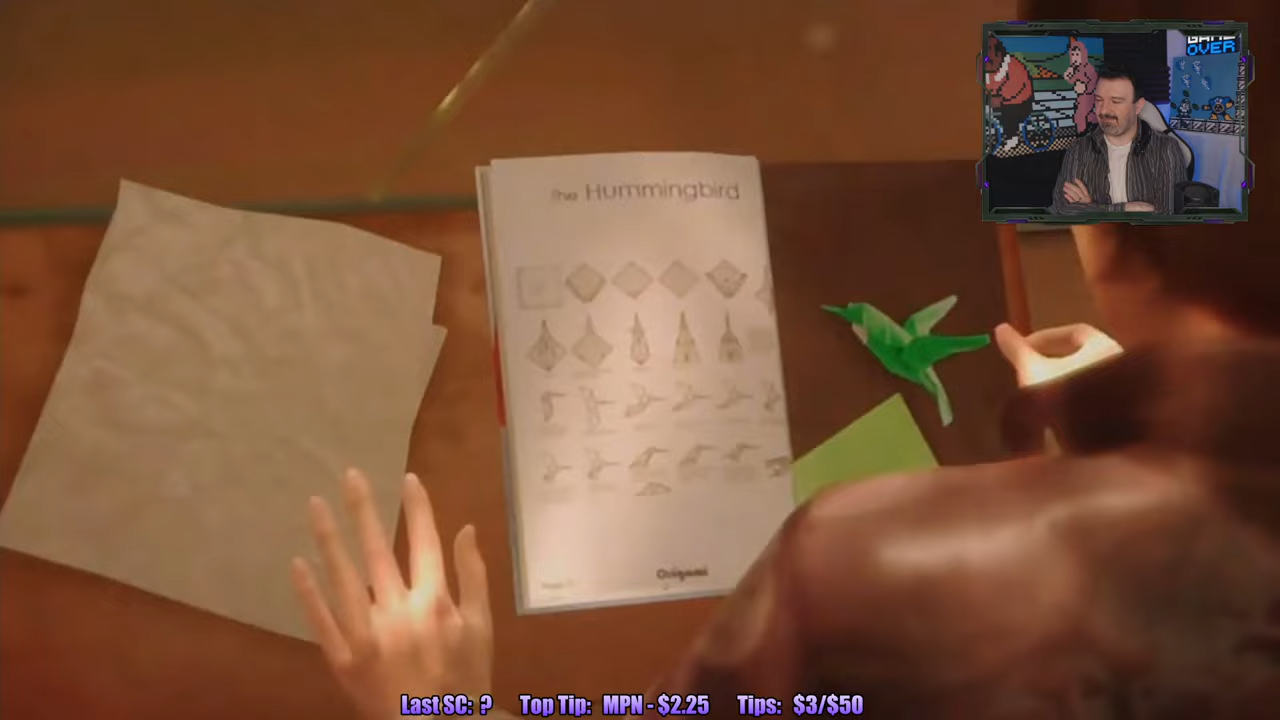 GAME
OVER
The Hummingbird
Origami
Last SC: ? Top Tip: MPN - $2.25 Tips: $3/$50